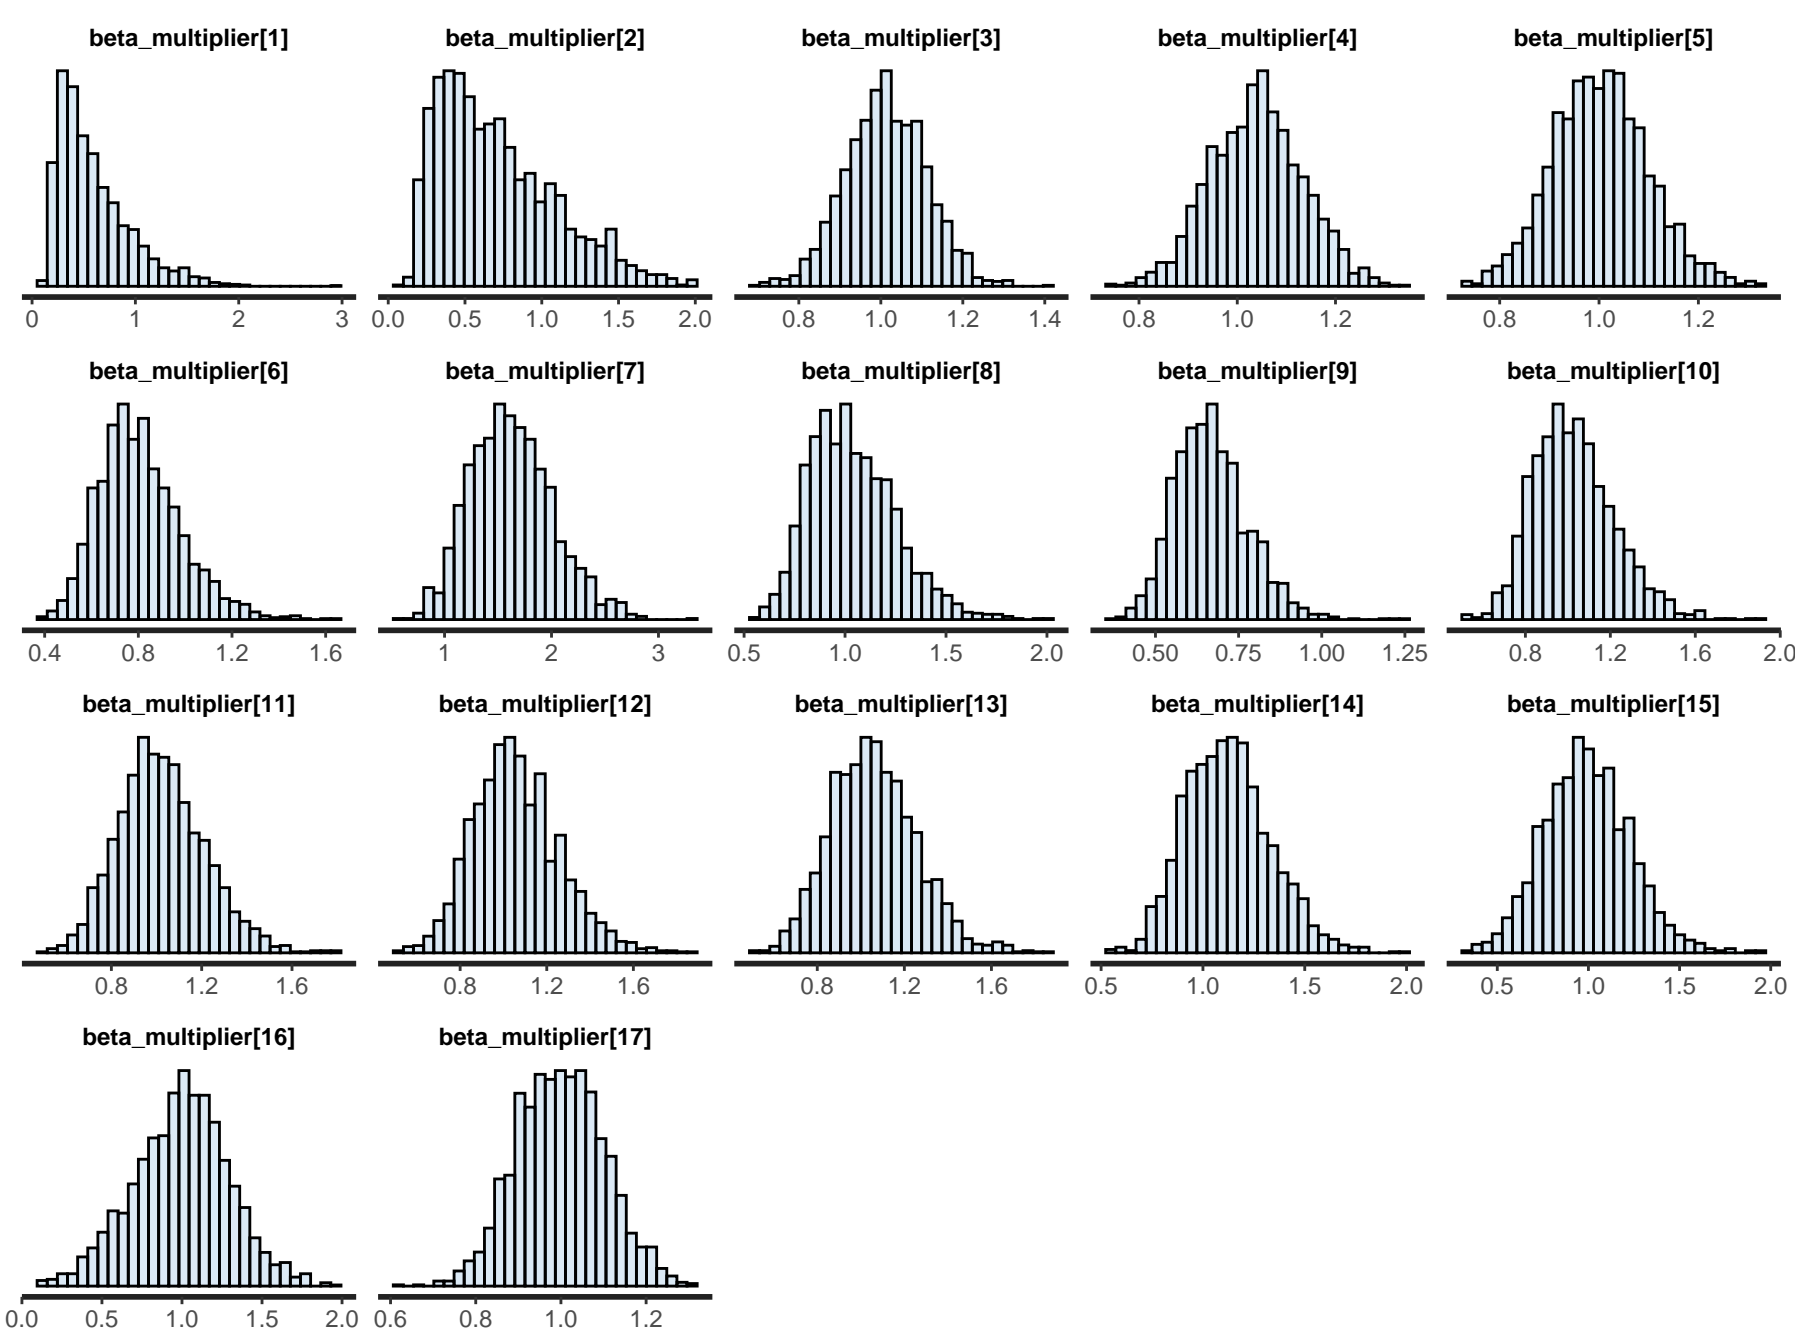 beta_multiplier[1] beta_multiplier[2] beta_multiplier[3] beta_multiplier[4] beta_multiplier[5]
0 1 2 3 0.0 0.5 1.0 1.5 2.0 0.8 1.0 1.2 1.4 0.8 1.0 1.2 0.8 1.0 1.2
beta_multiplier[6] beta_multiplier[7] beta_multiplier[8] beta_multiplier[9] beta_multiplier[10]
0.4 0.8 1.2 1.6 1 2 3 0.5 1.0 1.5 2.0 0.50 0.75 1.00 1.25 0.8 1.2 1.6 2.0
beta_multiplier[11] beta_multiplier[12] beta_multiplier[13] beta_multiplier[14] beta_multiplier[15]
0.8 1.2 1.6 0.8 1.2 1.6 0.8 1.2 1.6 0.5 1.0 1.5 2.0 0.5 1.0 1.5 2.0
beta_multiplier[16] beta_multiplier[17]
0.0 0.5 1.0 1.5 2.0 0.6 0.8 1.0 1.2